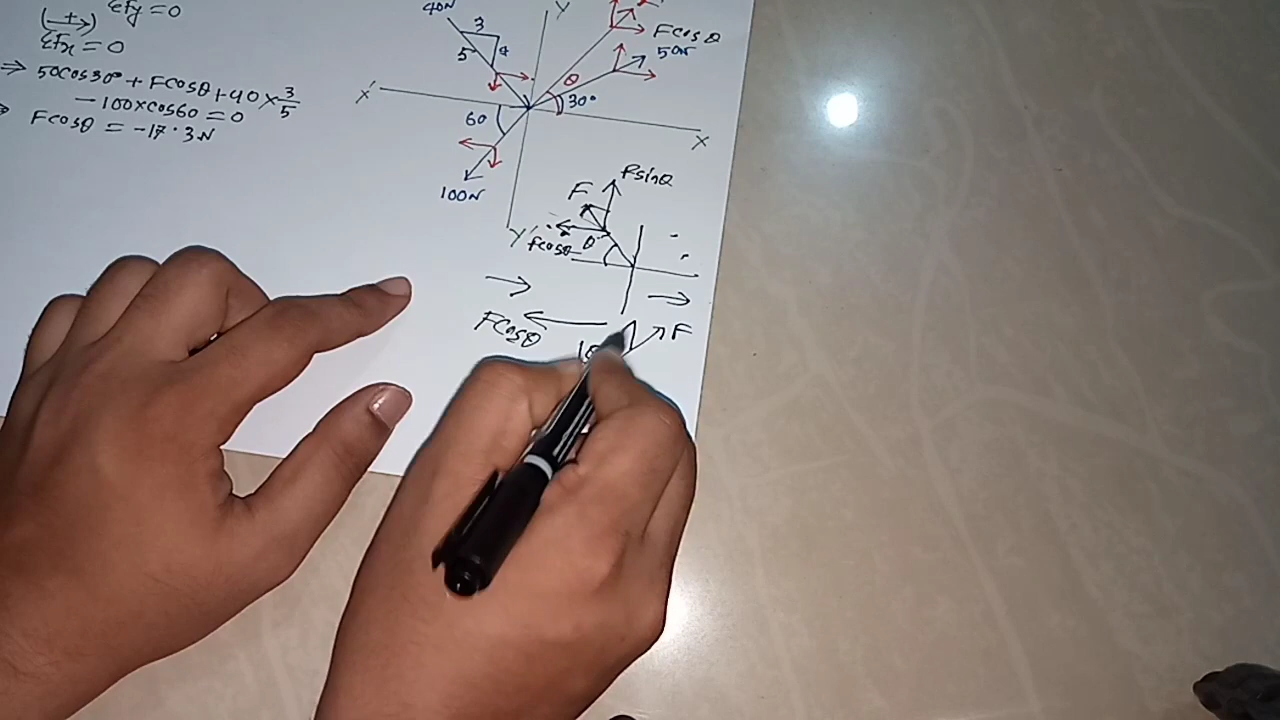 ΣFy=0
(+→)
ΣFx=0
⇒ 50cos30°+Fcosθ+40×3/5
-100×cos60=0
Fcosθ=-17.3N
40N
3
5
4
Y
Fcosθ
50N
θ
30°
X'
60
X
100N
Y'
Fsinθ
F
Fcosθ
θ
Fcosθ
F